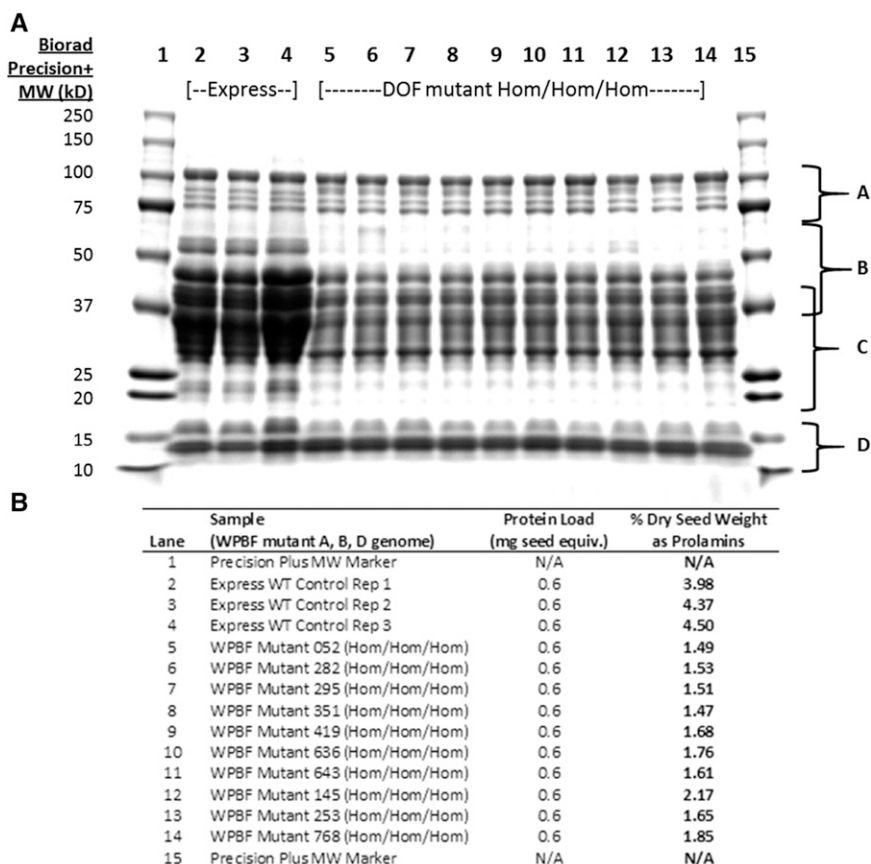 A
Biorad
Precision+
MW (kD)
1 2 3 4 5 6 7 8 9 10 11 12 13 14 15
[--Express--] [--------DOF mutant Hom/Hom/Hom-------]
250
150
100
75
50
37
25
20
15
10
A
B
C
D
B
Sample Protein Load % Dry Seed Weight
Lane (WPBF mutant A, B, D genome) (mg seed equiv.) as Prolamins
1 Precision Plus MW Marker N/A N/A
2 Express WT Control Rep 1 0.6 3.98
3 Express WT Control Rep 2 0.6 4.37
4 Express WT Control Rep 3 0.6 4.50
5 WPBF Mutant 052 (Hom/Hom/Hom) 0.6 1.49
6 WPBF Mutant 282 (Hom/Hom/Hom) 0.6 1.53
7 WPBF Mutant 295 (Hom/Hom/Hom) 0.6 1.51
8 WPBF Mutant 351 (Hom/Hom/Hom) 0.6 1.47
9 WPBF Mutant 419 (Hom/Hom/Hom) 0.6 1.68
10 WPBF Mutant 636 (Hom/Hom/Hom) 0.6 1.76
11 WPBF Mutant 643 (Hom/Hom/Hom) 0.6 1.61
12 WPBF Mutant 145 (Hom/Hom/Hom) 0.6 2.17
13 WPBF Mutant 253 (Hom/Hom/Hom) 0.6 1.65
14 WPBF Mutant 768 (Hom/Hom/Hom) 0.6 1.85
15 Precision Plus MW Marker N/A N/A